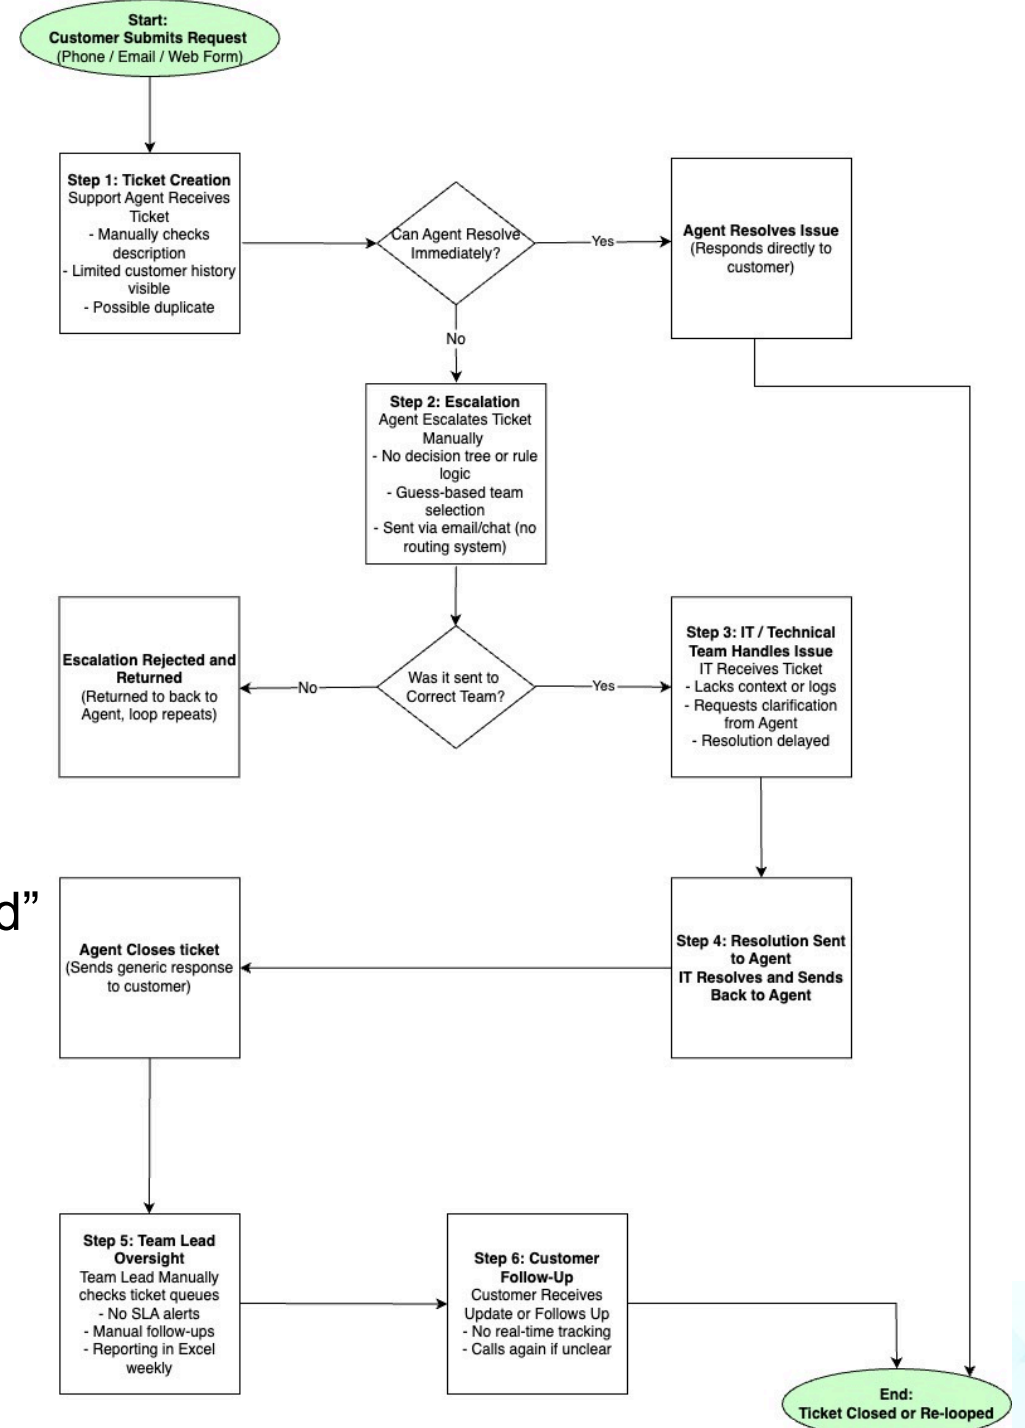 Start:
Customer Submits Request
(Phone / Email / Web Form)
Step 1: Ticket Creation
Support Agent Receives
Ticket
- Manually checks
description
- Limited customer history
visible
- Possible duplicate
Can Agent Resolve
Immediately?
Yes
Agent Resolves Issue
(Responds directly to
customer)
No
Step 2: Escalation
Agent Escalates Ticket
Manually
- No decision tree or rule
logic
- Guess-based team
selection
- Sent via email/chat (no
routing system)
Escalation Rejected and
Returned
(Returned to back to
Agent, loop repeats)
No
Was it sent to
Correct Team?
Yes
Step 3: IT / Technical
Team Handles Issue
IT Receives Ticket
- Lacks context or logs
- Requests clarification
from Agent
- Resolution delayed
d”
Agent Closes ticket
(Sends generic response
to customer)
Step 4: Resolution Sent
to Agent
IT Resolves and Sends
Back to Agent
Step 5: Team Lead
Oversight
Team Lead Manually
checks ticket queues
- No SLA alerts
- Manual follow-ups
- Reporting in Excel
weekly
Step 6: Customer
Follow-Up
Customer Receives
Update or Follows Up
- No real-time tracking
- Calls again if unclear
End:
Ticket Closed or Re-looped